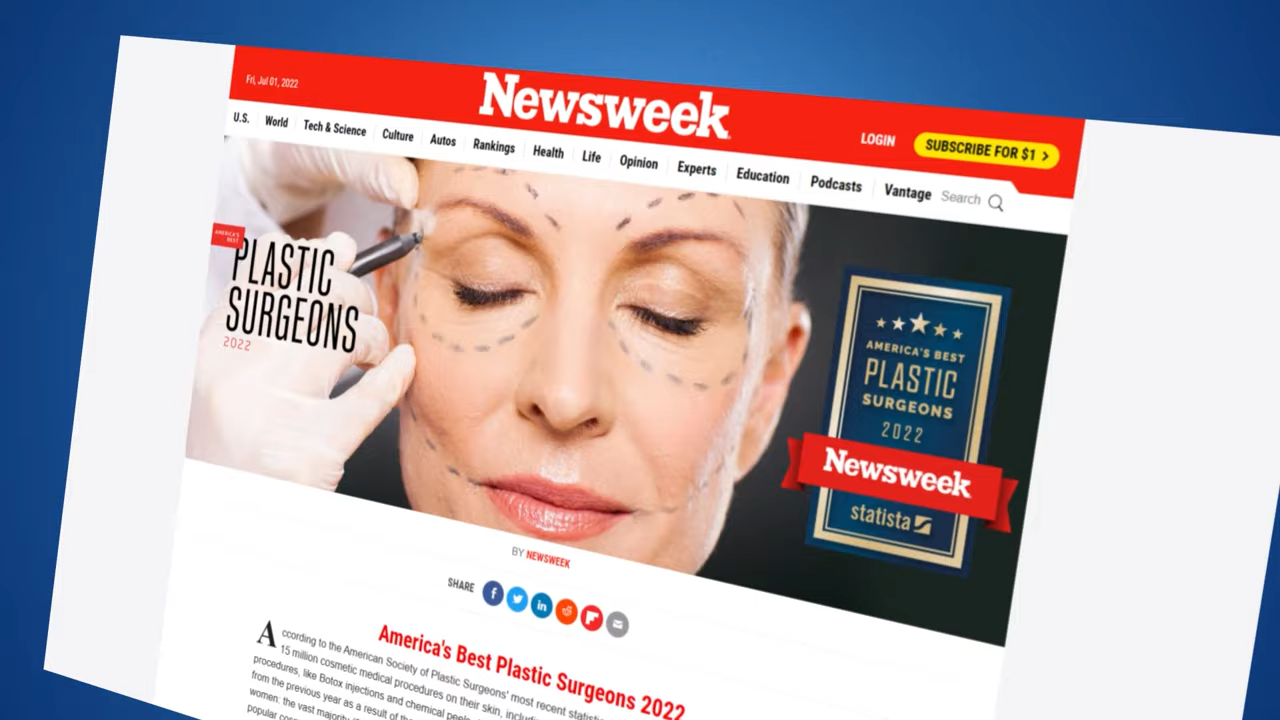 Fri, Jul 01, 2022
Newsweek
LOGIN
SUBSCRIBE FOR $1 >
U.S. World Tech & Science Culture Autos Rankings Health Life Opinion Experts Education Podcasts Vantage Search
AMERICA'S
BEST
PLASTIC
SURGEONS
2022
AMERICA'S BEST
PLASTIC
SURGEONS
2022
Newsweek
statista
BY NEWSWEEK
SHARE
America's Best Plastic Surgeons 2022
According to the American Society of Plastic Surgeons' most recent
15 million cosmetic medical procedures on their skin,
procedures, like Botox injections and chemical
from the previous year as a result of
women: the vast majority
popular